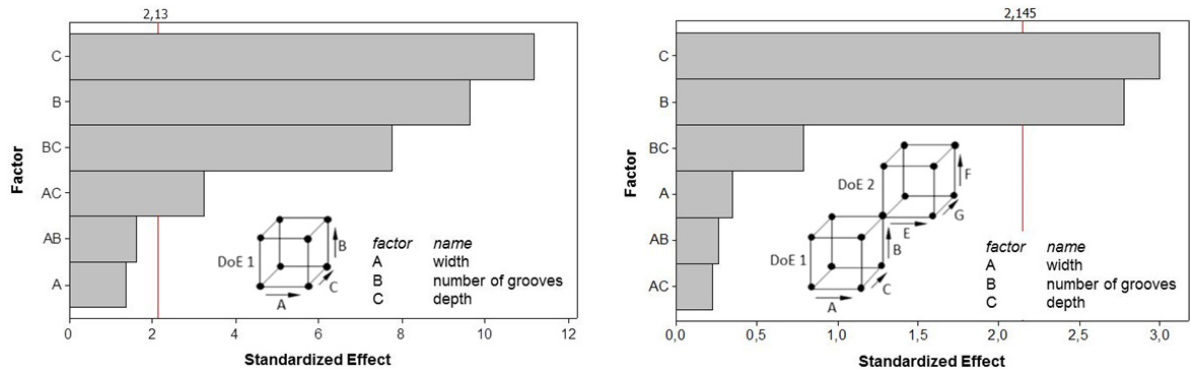 2,13
C
B
BC
AC
AB
A
Factor
0 2 4 6 8 10 12
Standardized Effect
DoE 1
B
C
A
factor name
A width
B number of grooves
C depth
2,145
C
B
BC
A
AB
AC
Factor
0,0 0,5 1,0 1,5 2,0 2,5 3,0
Standardized Effect
DoE 2
F
G
E
DoE 1
B
C
A
factor name
A width
B number of grooves
C depth